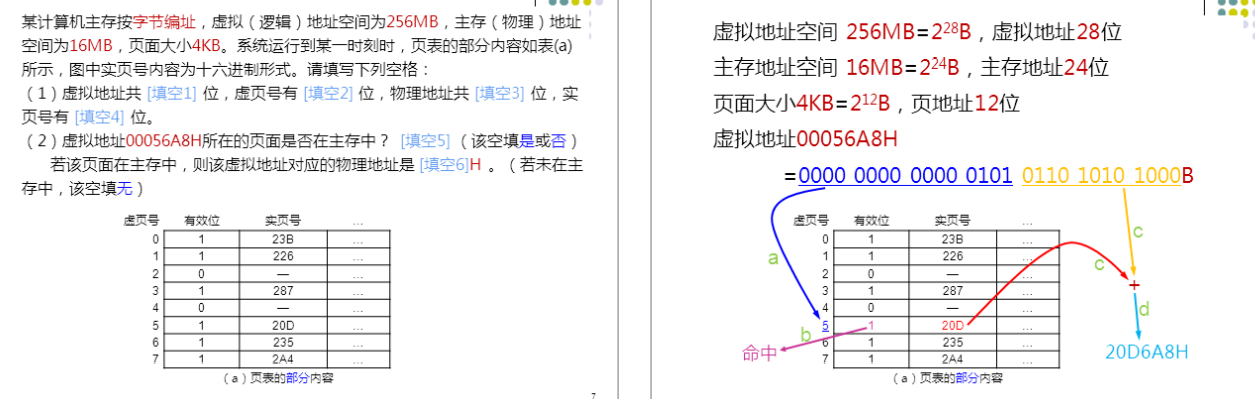 某计算机主存按字节编址，虚拟（逻辑）地址空间为256MB，主存（物理）地址
空间为16MB，页面大小4KB。系统运行到某一时刻时，页表的部分内容如表(a)
所示，图中实页号内容为十六进制形式。请填写下列空格：
（1）虚拟地址共 [填空1] 位，虚页号有 [填空2] 位，物理地址共 [填空3] 位，实
页号有 [填空4] 位。
（2）虚拟地址00056A8H所在的页面是否在主存中？ [填空5] （该空填是或否）
若该页面在主存中，则该虚拟地址对应的物理地址是 [填空6]H 。（若未在主
存中，该空填无）
虚页号 有效位 实页号 …
0 1 23B …
1 1 226 …
2 0 — …
3 1 287 …
4 0 — …
5 1 20D …
6 1 235 …
7 1 2A4 …
（a）页表的部分内容
7
虚拟地址空间 256MB=2²⁸B，虚拟地址28位
主存地址空间 16MB=2²⁴B，主存地址24位
页面大小4KB=2¹²B，页地址12位
虚拟地址00056A8H
=0000 0000 0000 0101 0110 1010 1000B
虚页号 有效位 实页号 …
0 1 23B …
1 1 226 …
2 0 — …
3 1 287 …
4 0 — …
5 1 20D …
6 1 235 …
7 1 2A4 …
a
b
c
c
+
d
命中
20D6A8H
（a）页表的部分内容